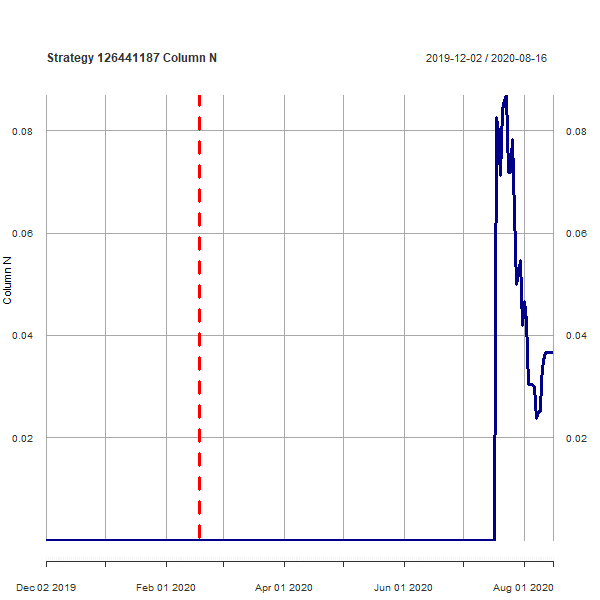 Strategy 126441187 Column N
2019-12-02 / 2020-08-16
0.08
0.08
0.06
0.06
Column N
0.04
0.04
0.02
0.02
Dec 02 2019
Feb 01 2020
Apr 01 2020
Jun 01 2020
Aug 01 2020